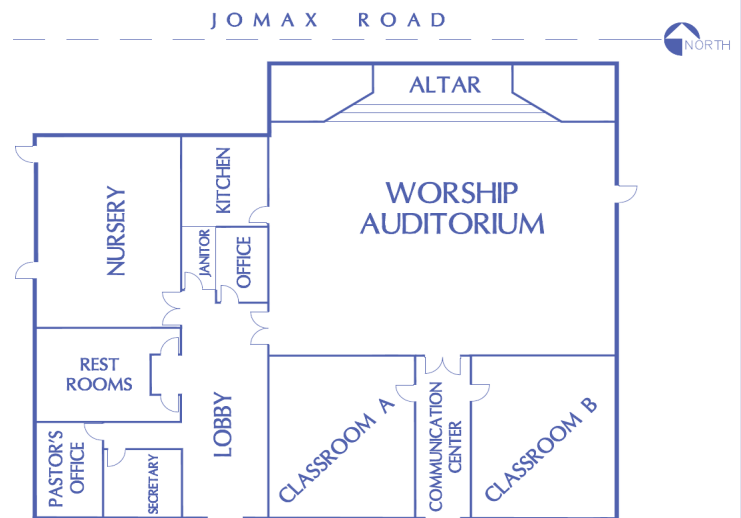 JOMAX ROAD
NORTH
ALTAR
WORSHIP
AUDITORIUM
KITCHEN
NURSERY
JANITOR
OFFICE
REST
ROOMS
LOBBY
PASTOR'S
OFFICE
SECRETARY
CLASSROOM A
COMMUNICATION
CENTER
CLASSROOM B